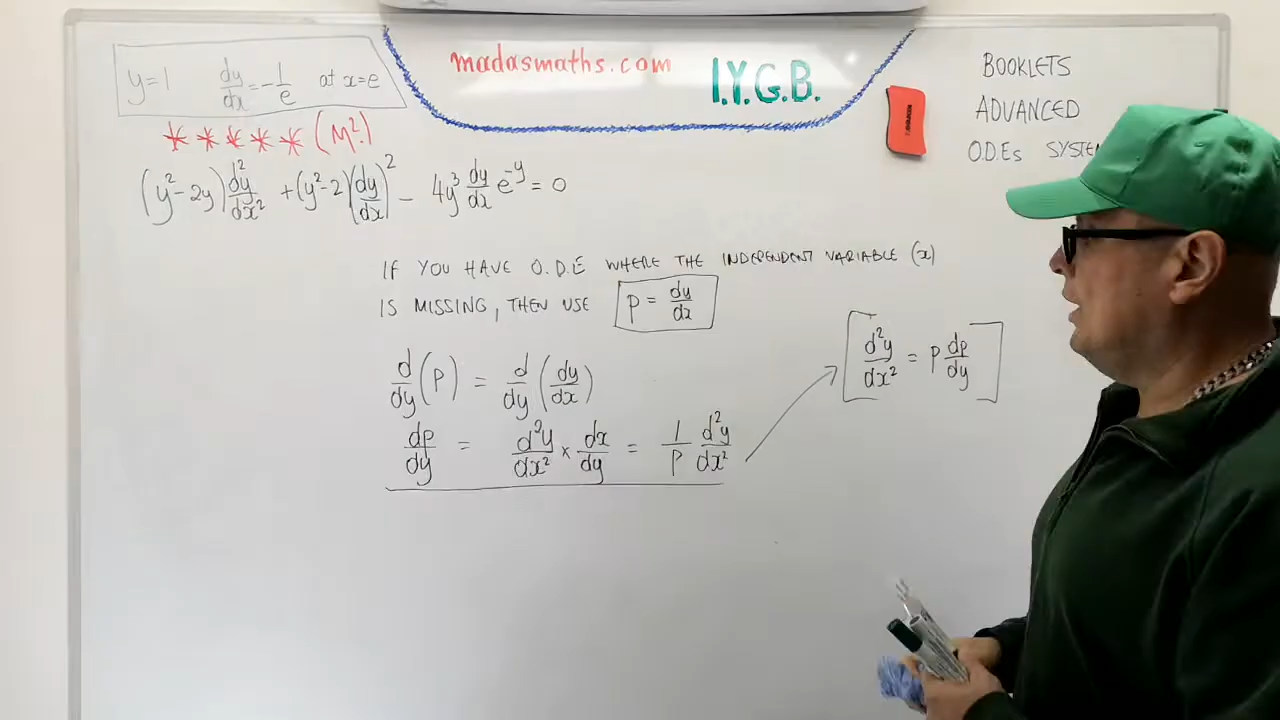 y=1 dy/dx = -1/e at x=e
madasmaths.com
I.Y.G.B.
BOOKLETS
ADVANCED
O.D.Es SYSTE
***** (M².)
(y²-2y) d²y/dx² + (y²-2)(dy/dx)² - 4y³ dy/dx e^-y = 0
IF YOU HAVE O.D.E WHERE THE INDEPENDENT VARIABLE (x)
IS MISSING, THEN USE p = dy/dx
d/dy (p) = d/dy (dy/dx)
d²y/dx² = p dp/dy
dp/dy = d²y/dx² × dx/dy = 1/p d²y/dx²